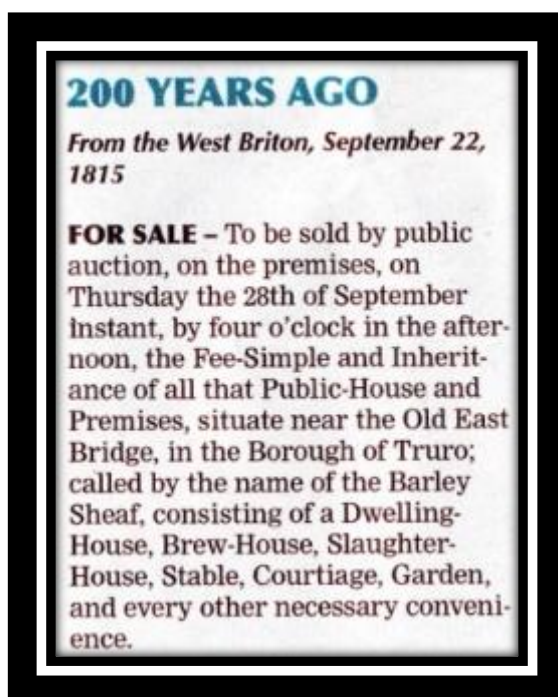 200 YEARS AGO
From the West Briton, September 22,
1815
FOR SALE – To be sold by public
auction, on the premises, on
Thursday the 28th of September
Instant, by four o'clock in the after-
noon, the Fee-Simple and Inherit-
ance of all that Public-House and
Premises, situate near the Old East
Bridge, in the Borough of Truro;
called by the name of the Barley
Sheaf, consisting of a Dwelling-
House, Brew-House, Slaughter-
House, Stable, Courtiage, Garden,
and every other necessary conveni-
ence.